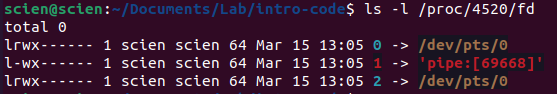 scien@scien:~/Documents/Lab/intro-code$ ls -l /proc/4520/fd
total 0
lrwx------ 1 scien scien 64 Mar 15 13:05 0 -> /dev/pts/0
l-wx------ 1 scien scien 64 Mar 15 13:05 1 -> 'pipe:[69668]'
lrwx------ 1 scien scien 64 Mar 15 13:05 2 -> /dev/pts/0